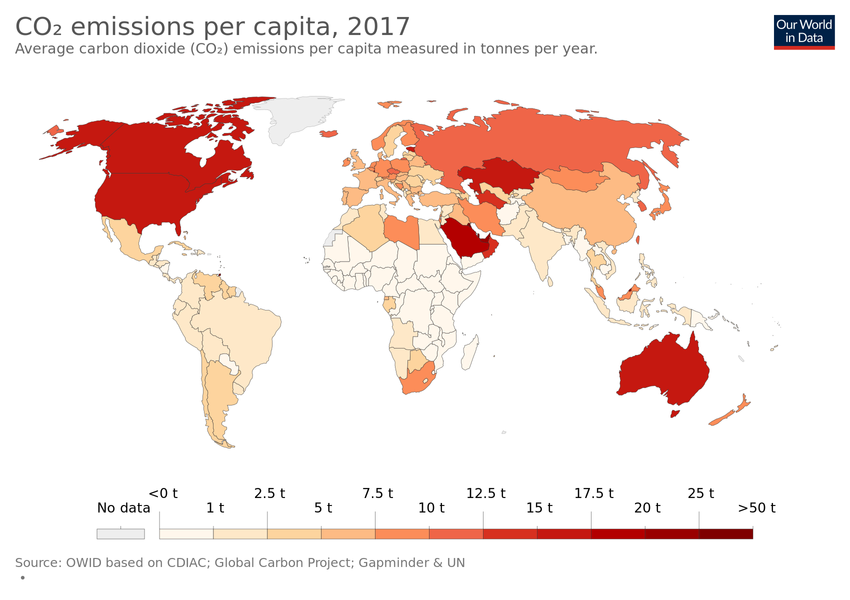 CO₂ emissions per capita, 2017
Average carbon dioxide (CO₂) emissions per capita measured in tonnes per year.
Our World
in Data
<0 t 2.5 t 7.5 t 12.5 t 17.5 t 25 t
No data 1 t 5 t 10 t 15 t 20 t >50 t
Source: OWID based on CDIAC; Global Carbon Project; Gapminder & UN
•